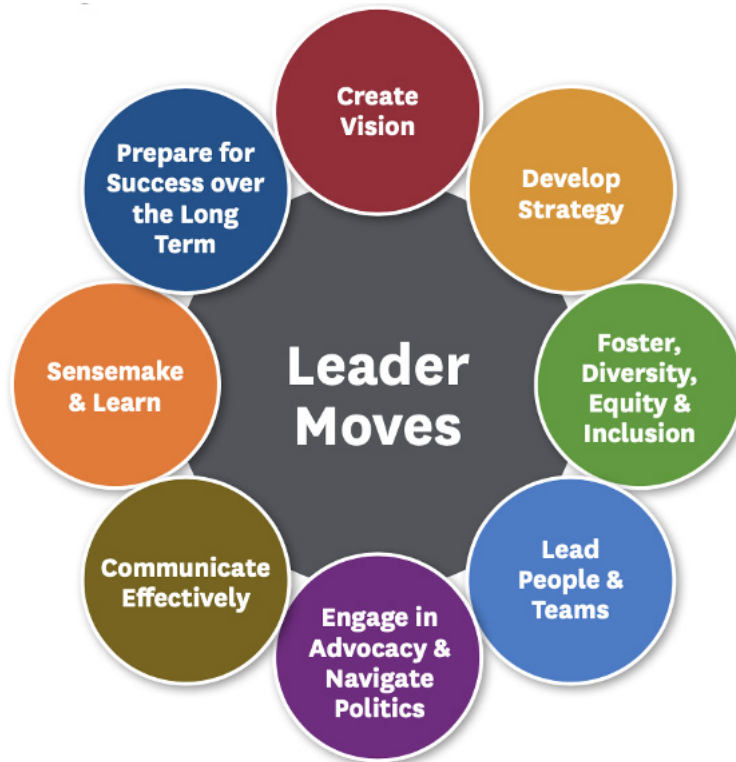 Leader
Moves
Create
Vision
Develop
Strategy
Foster,
Diversity,
Equity &
Inclusion
Lead
People &
Teams
Engage in
Advocacy &
Navigate
Politics
Communicate
Effectively
Sensemake
& Learn
Prepare for
Success over
the Long
Term